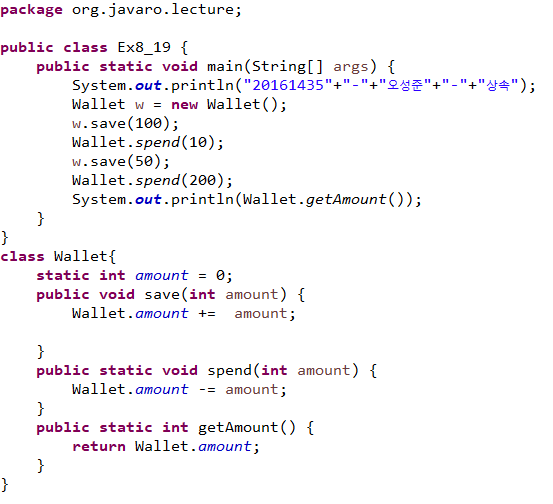 package org.javaro.lecture;
public class Ex8_19 {
public static void main(String[] args) {
System.out.println("20161435"+"-"+"오성준"+"-"+"상속");
Wallet w = new Wallet();
w.save(100);
Wallet.spend(10);
w.save(50);
Wallet.spend(200);
System.out.println(Wallet.getAmount());
}
}
class Wallet{
static int amount = 0;
public void save(int amount) {
Wallet.amount +=  amount;
}
public static void spend(int amount) {
Wallet.amount -= amount;
}
public static int getAmount() {
return Wallet.amount;
}
}